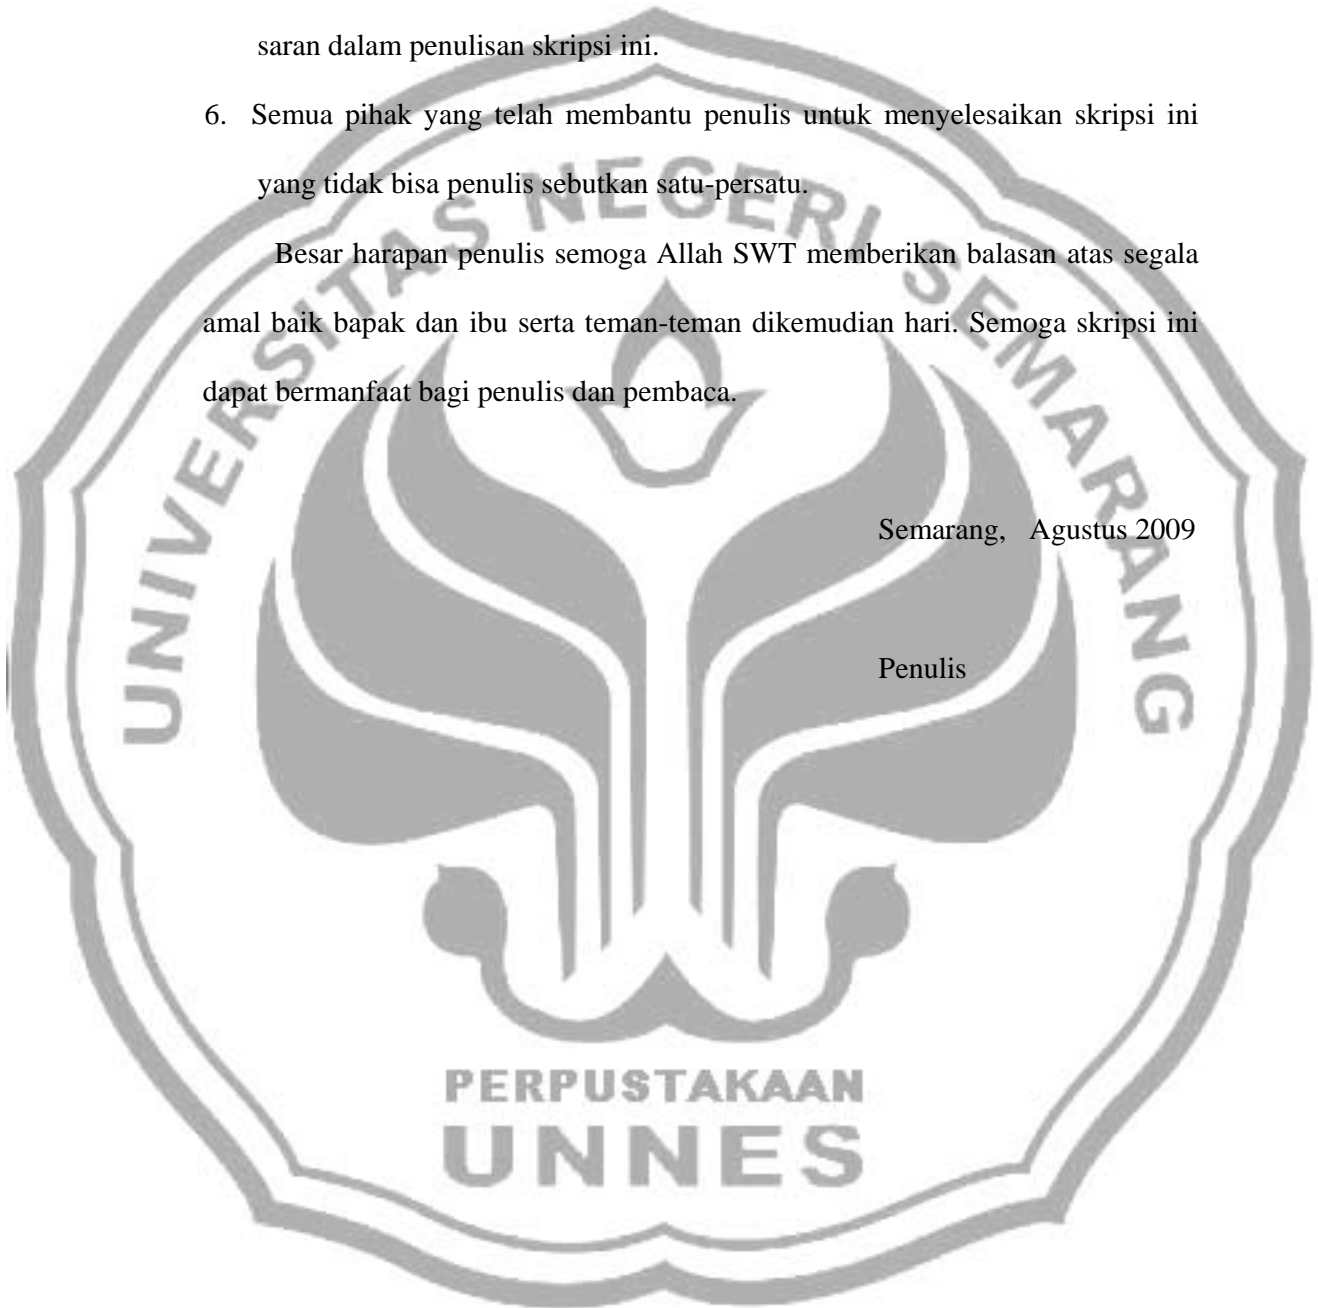 saran dalam penulisan skripsi ini.
6. Semua pihak yang telah membantu penulis untuk menyelesaikan skripsi ini
yang tidak bisa penulis sebutkan satu-persatu.
Besar harapan penulis semoga Allah SWT memberikan balasan atas segala
amal baik bapak dan ibu serta teman-teman dikemudian hari. Semoga skripsi ini
dapat bermanfaat bagi penulis dan pembaca.
Semarang, Agustus 2009
Penulis
UNIVERSITAS NEGERI SEMARANG
PERPUSTAKAAN
UNNES